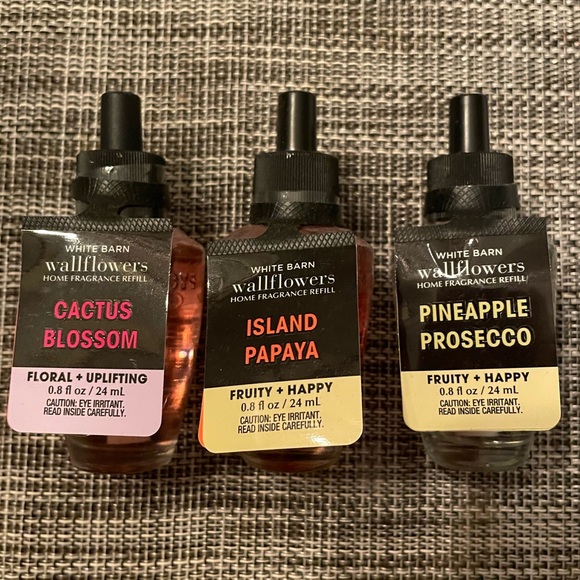 WHITE BARN
wallflowers
HOME FRAGRANCE REFILL
CACTUS
BLOSSOM
FLORAL + UPLIFTING
0.8 fl oz / 24 mL
CAUTION: EYE IRRITANT.
READ INSIDE CAREFULLY.
WHITE BARN
wallflowers
HOME FRAGRANCE REFILL
ISLAND
PAPAYA
FRUITY + HAPPY
0.8 fl oz / 24 mL
CAUTION: EYE IRRITANT.
READ INSIDE CAREFULLY.
WHITE BARN
wallflowers
HOME FRAGRANCE REFILL
PINEAPPLE
PROSECCO
FRUITY + HAPPY
0.8 fl oz / 24 mL
CAUTION: EYE IRRITANT.
READ INSIDE CAREFULLY.